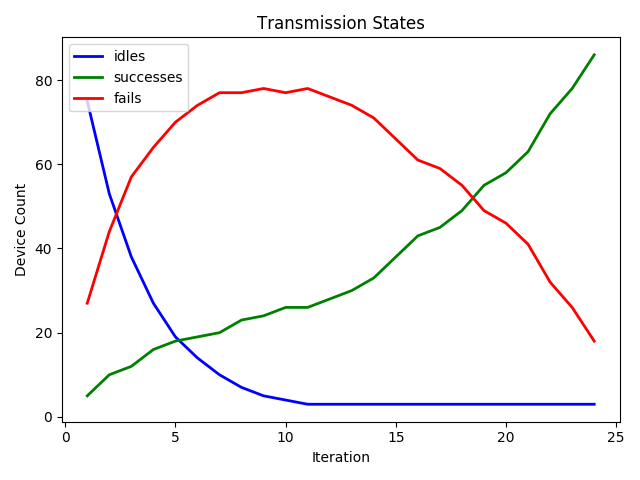 Transmission States
idles
successes
fails
80
60
40
20
0
Device Count
0 5 10 15 20 25
Iteration